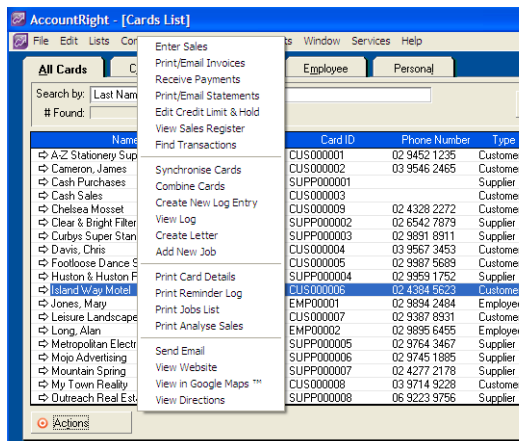 AccountRight - [Cards List]
File Edit Lists Window Services Help
All Cards Employee Personal
Search by: Last Nam
# Found:
Enter Sales
Print/Email Invoices
Receive Payments
Print/Email Statements
Edit Credit Limit & Hold
View Sales Register
Find Transactions
Synchronise Cards
Combine Cards
Create New Log Entry
View Log
Create Letter
Add New Job
Print Card Details
Print Reminder Log
Print Jobs List
Print Analyse Sales
Send Email
View Website
View in Google Maps ™
View Directions
Name Card ID Phone Number Type
A-Z Stationery Sup CUS000001 02 9452 1235 Custome
Cameron, James CUS000002 03 9546 2465 Custome
Cash Purchases SUPP000001 Supplier
Cash Sales CUS000003 Custome
Chelsea Mosset CUS000009 02 4328 2272 Custome
Clear & Bright Filter SUPP000002 02 6542 7879 Supplier
Curbys Super Stan SUPP000003 02 9891 8911 Supplier
Davis, Chris CUS000004 03 9567 3453 Custome
Footloose Dance S CUS000005 02 9987 5689 Custome
Huston & Huston P SUPP000004 02 9959 1752 Supplier
Island Way Motel CUS000006 02 4384 5623 Custome
Jones, Mary EMP00001 02 9894 2484 Employee
Leisure Landscape CUS000007 02 9387 8931 Custome
Long, Alan EMP00002 02 9895 6455 Employee
Metropolitan Electr SUPP000005 02 9764 3467 Supplier
Mojo Advertising SUPP000006 02 9745 1885 Supplier
Mountain Spring SUPP000007 02 4277 2178 Supplier
My Town Reality CUS000008 03 9714 9228 Custome
Outreach Real Est SUPP000008 06 9223 9756 Supplier
Actions